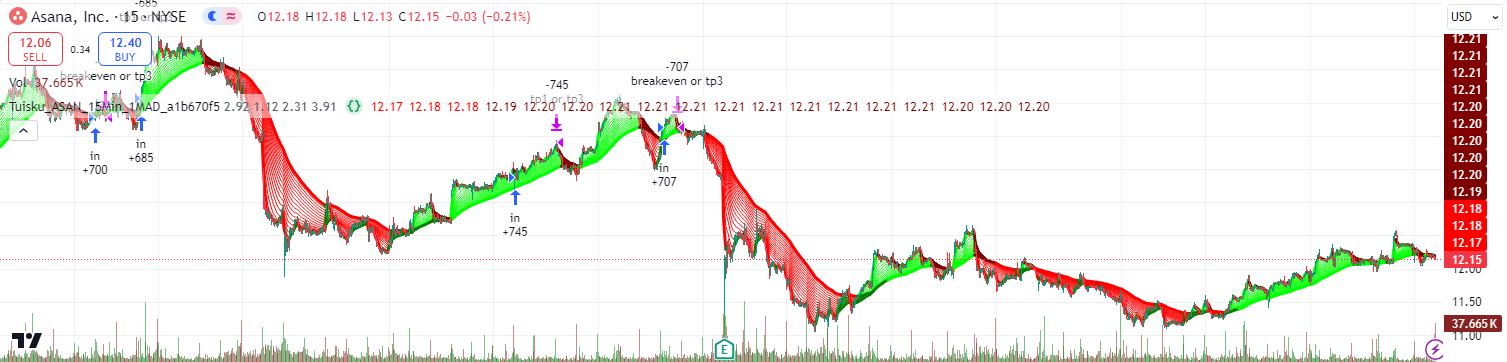 -685
tp1 or tp3
Asana, Inc. · 15 · NYSE
O12.18 H12.18 L12.13 C12.15 −0.03 (−0.21%)
USD
12.06
SELL
0.34
12.40
BUY
Vol 37.665K
breakeven or tp3
Tuisku_ASAN_15Min_1MAD_a1b670f5 2.92 1.12 2.31 3.91 12.17 12.18 12.18 12.19 12.20 12.20 12.21 12.21 12.21 12.21 12.21 12.21 12.21 12.20 12.20 12.20 12.20 12.20
in
+700
in
+685
-745
tp1 or tp3
in
+745
-707
breakeven or tp3
in
+707
12.21
12.21
12.21
12.21
12.20
12.20
12.20
12.20
12.20
12.19
12.18
12.18
12.17
12.15
12.00
11.50
37.665K
11.00
E